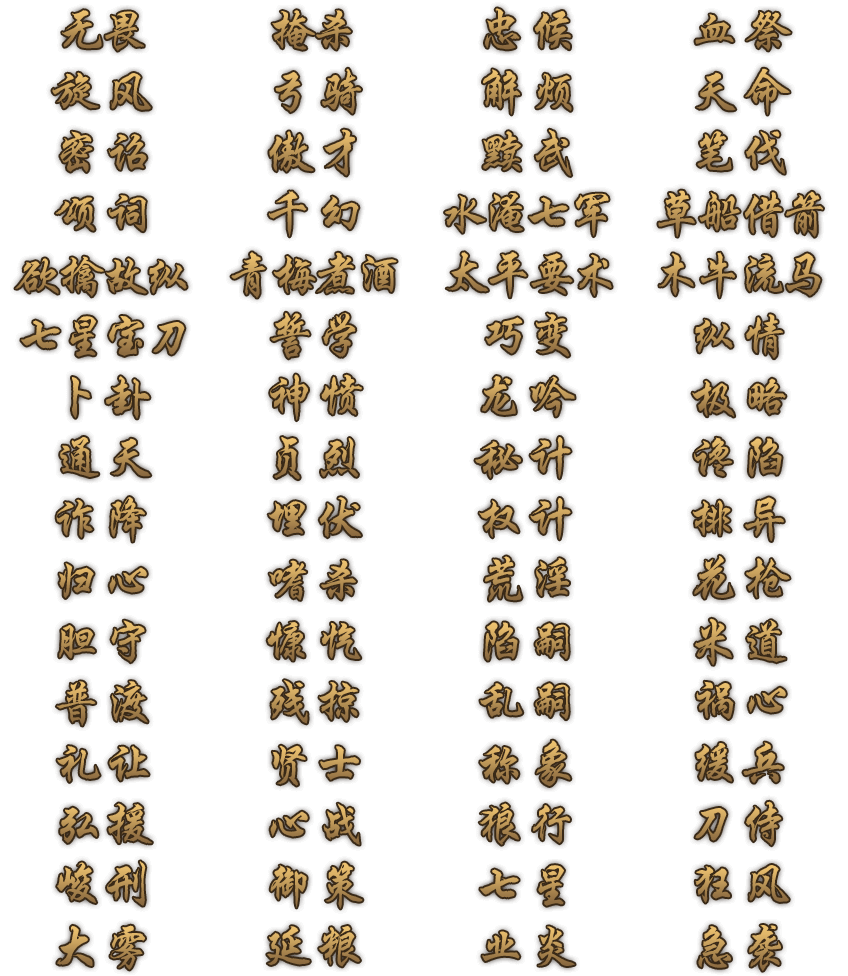 无畏 掩杀 忠候 血祭
旋风 弓骑 解烦 天命
密诏 傲才 黩武 笔伐
颂词 千幻 水淹七军 草船借箭
欲擒故纵 青梅煮酒 太平要术 木牛流马
七星宝刀 誓学 巧变 纵情
卜卦 神愤 龙吟 极略
通天 贞烈 秘计 谗陷
诈降 埋伏 权计 排异
归心 嗜杀 荒淫 花枪
胆守 慷忾 陷嗣 米道
普渡 残掠 乱嗣 祸心
礼让 贤士 称象 缓兵
弘援 心战 狼行 刀侍
峻刑 御策 七星 狂风
大雾 延粮 业炎 急袭